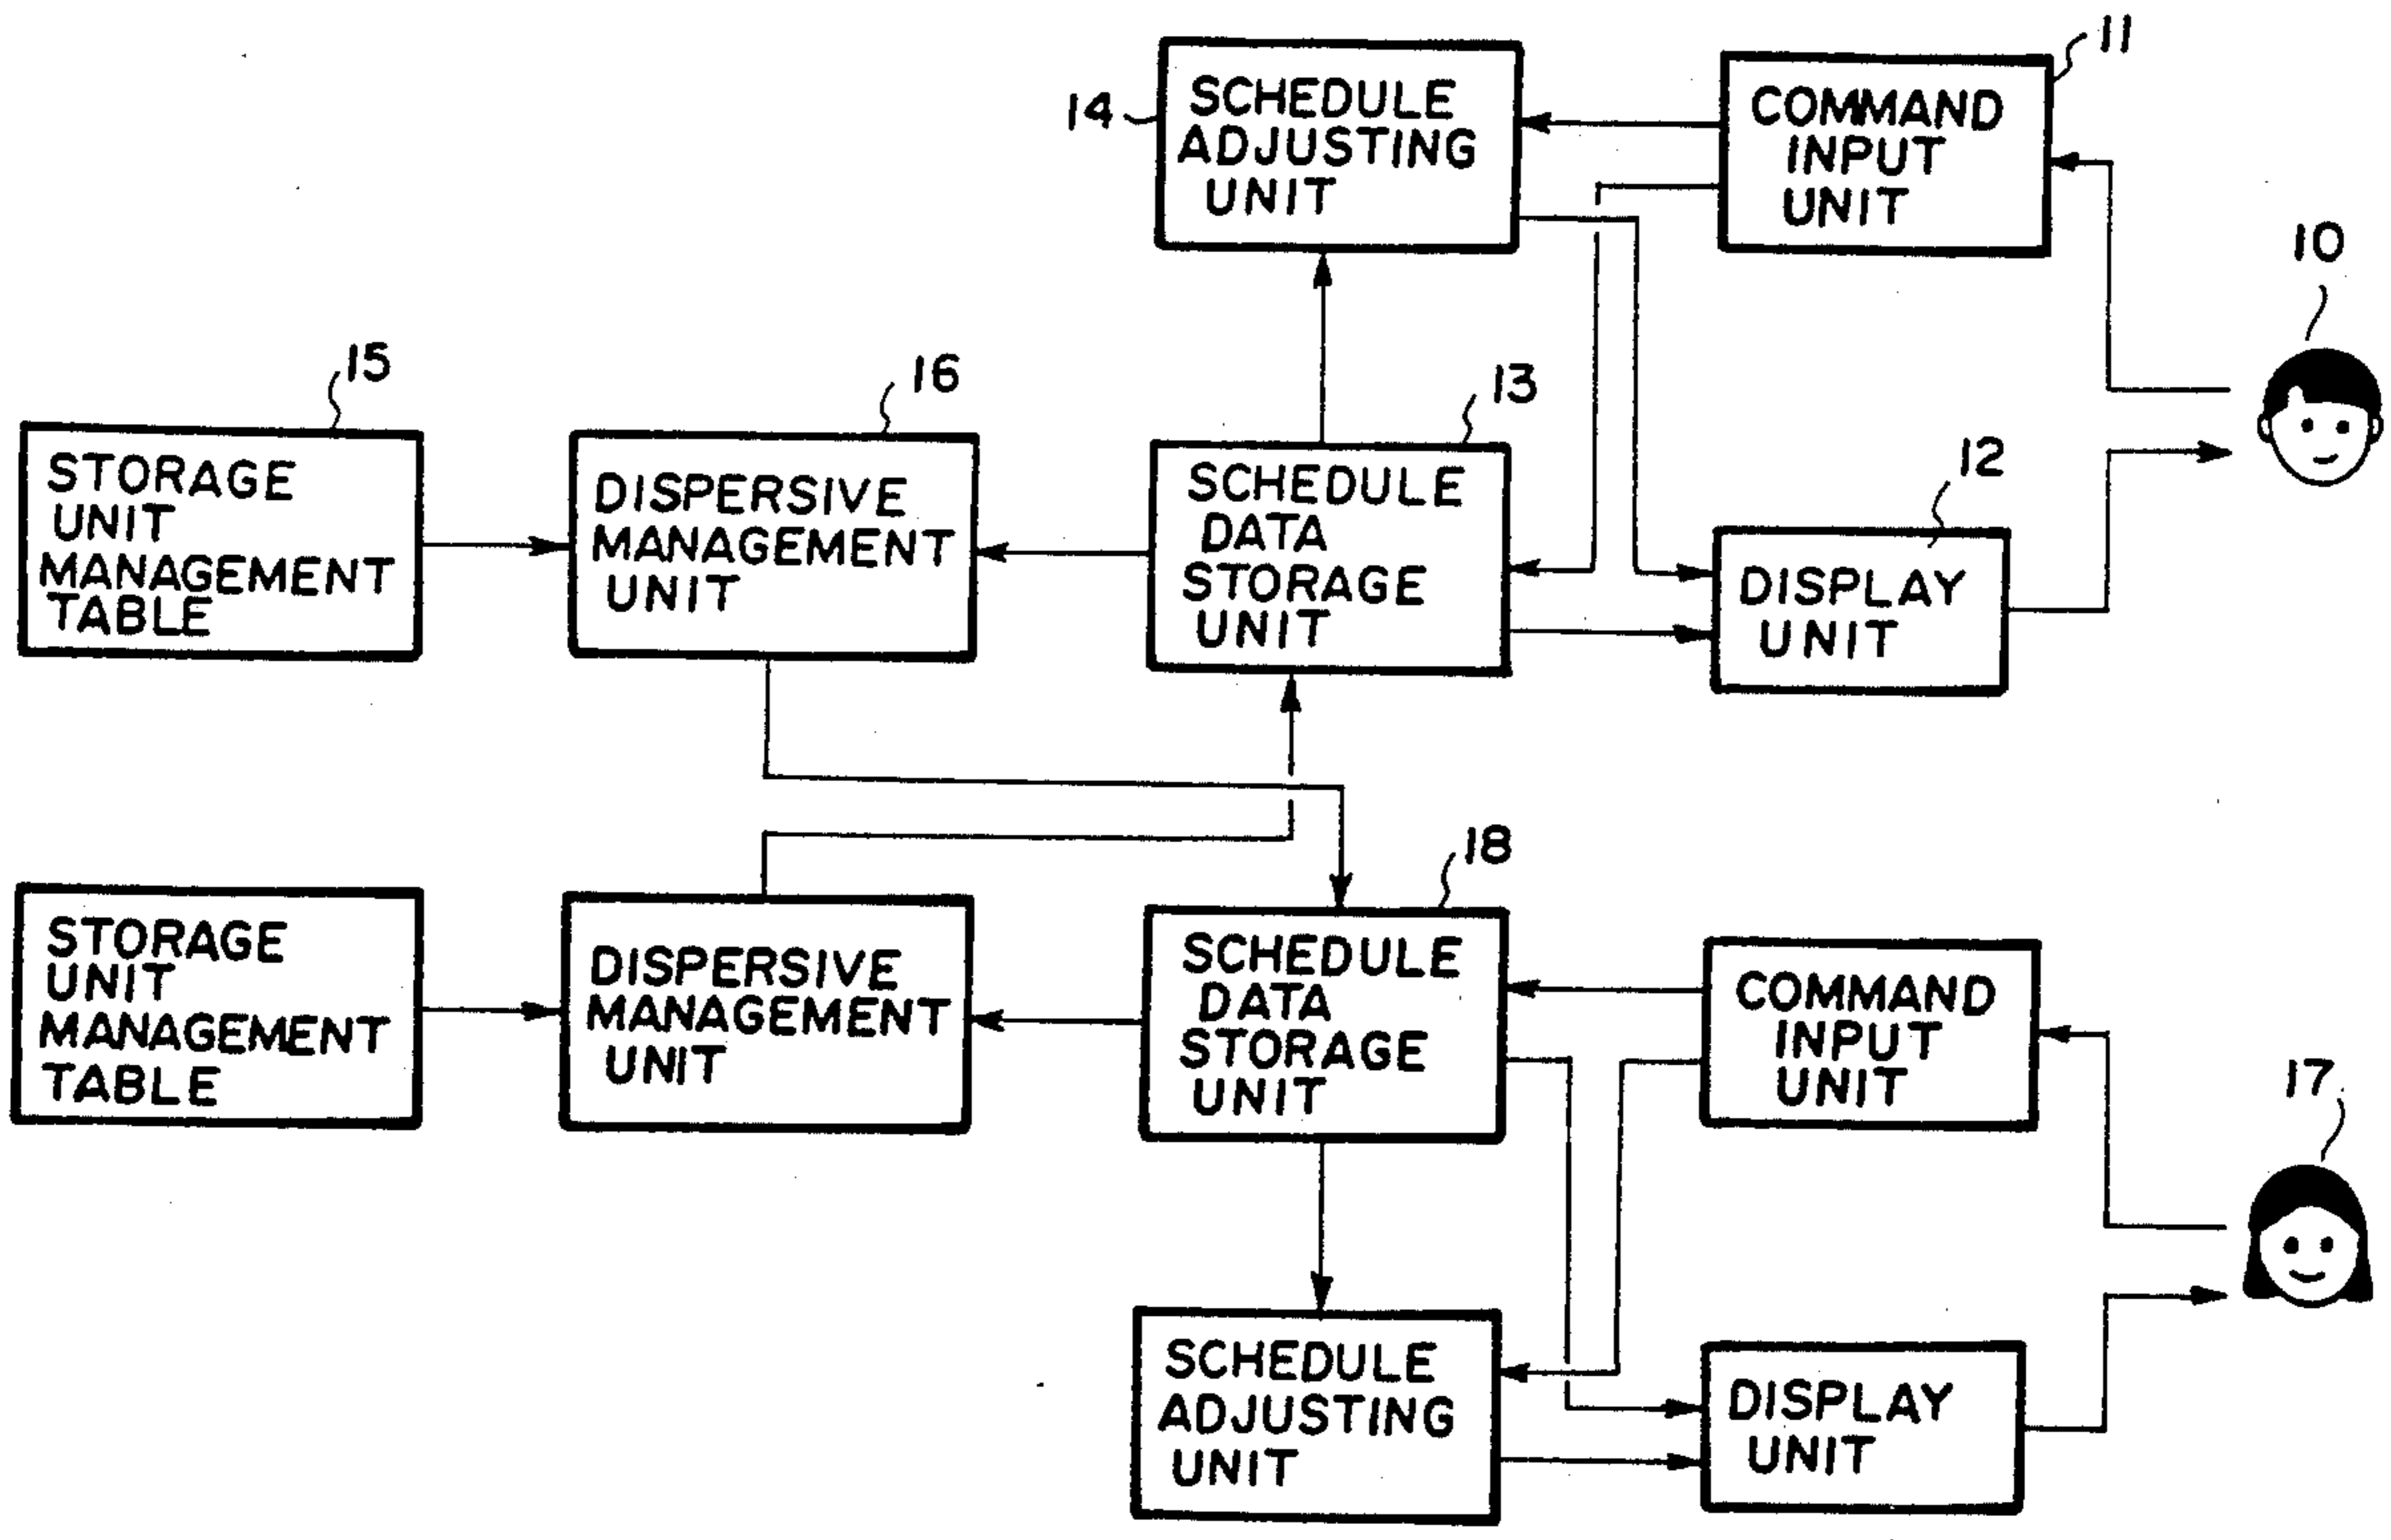 11
14
SCHEDULE
ADJUSTING
UNIT
COMMAND
INPUT
UNIT
10
15
16
13
12
STORAGE
UNIT
MANAGEMENT
TABLE
DISPERSIVE
MANAGEMENT
UNIT
SCHEDULE
DATA
STORAGE
UNIT
DISPLAY
UNIT
18
STORAGE
UNIT
MANAGEMENT
TABLE
DISPERSIVE
MANAGEMENT
UNIT
SCHEDULE
DATA
STORAGE
UNIT
COMMAND
INPUT
UNIT
17
SCHEDULE
ADJUSTING
UNIT
DISPLAY
UNIT